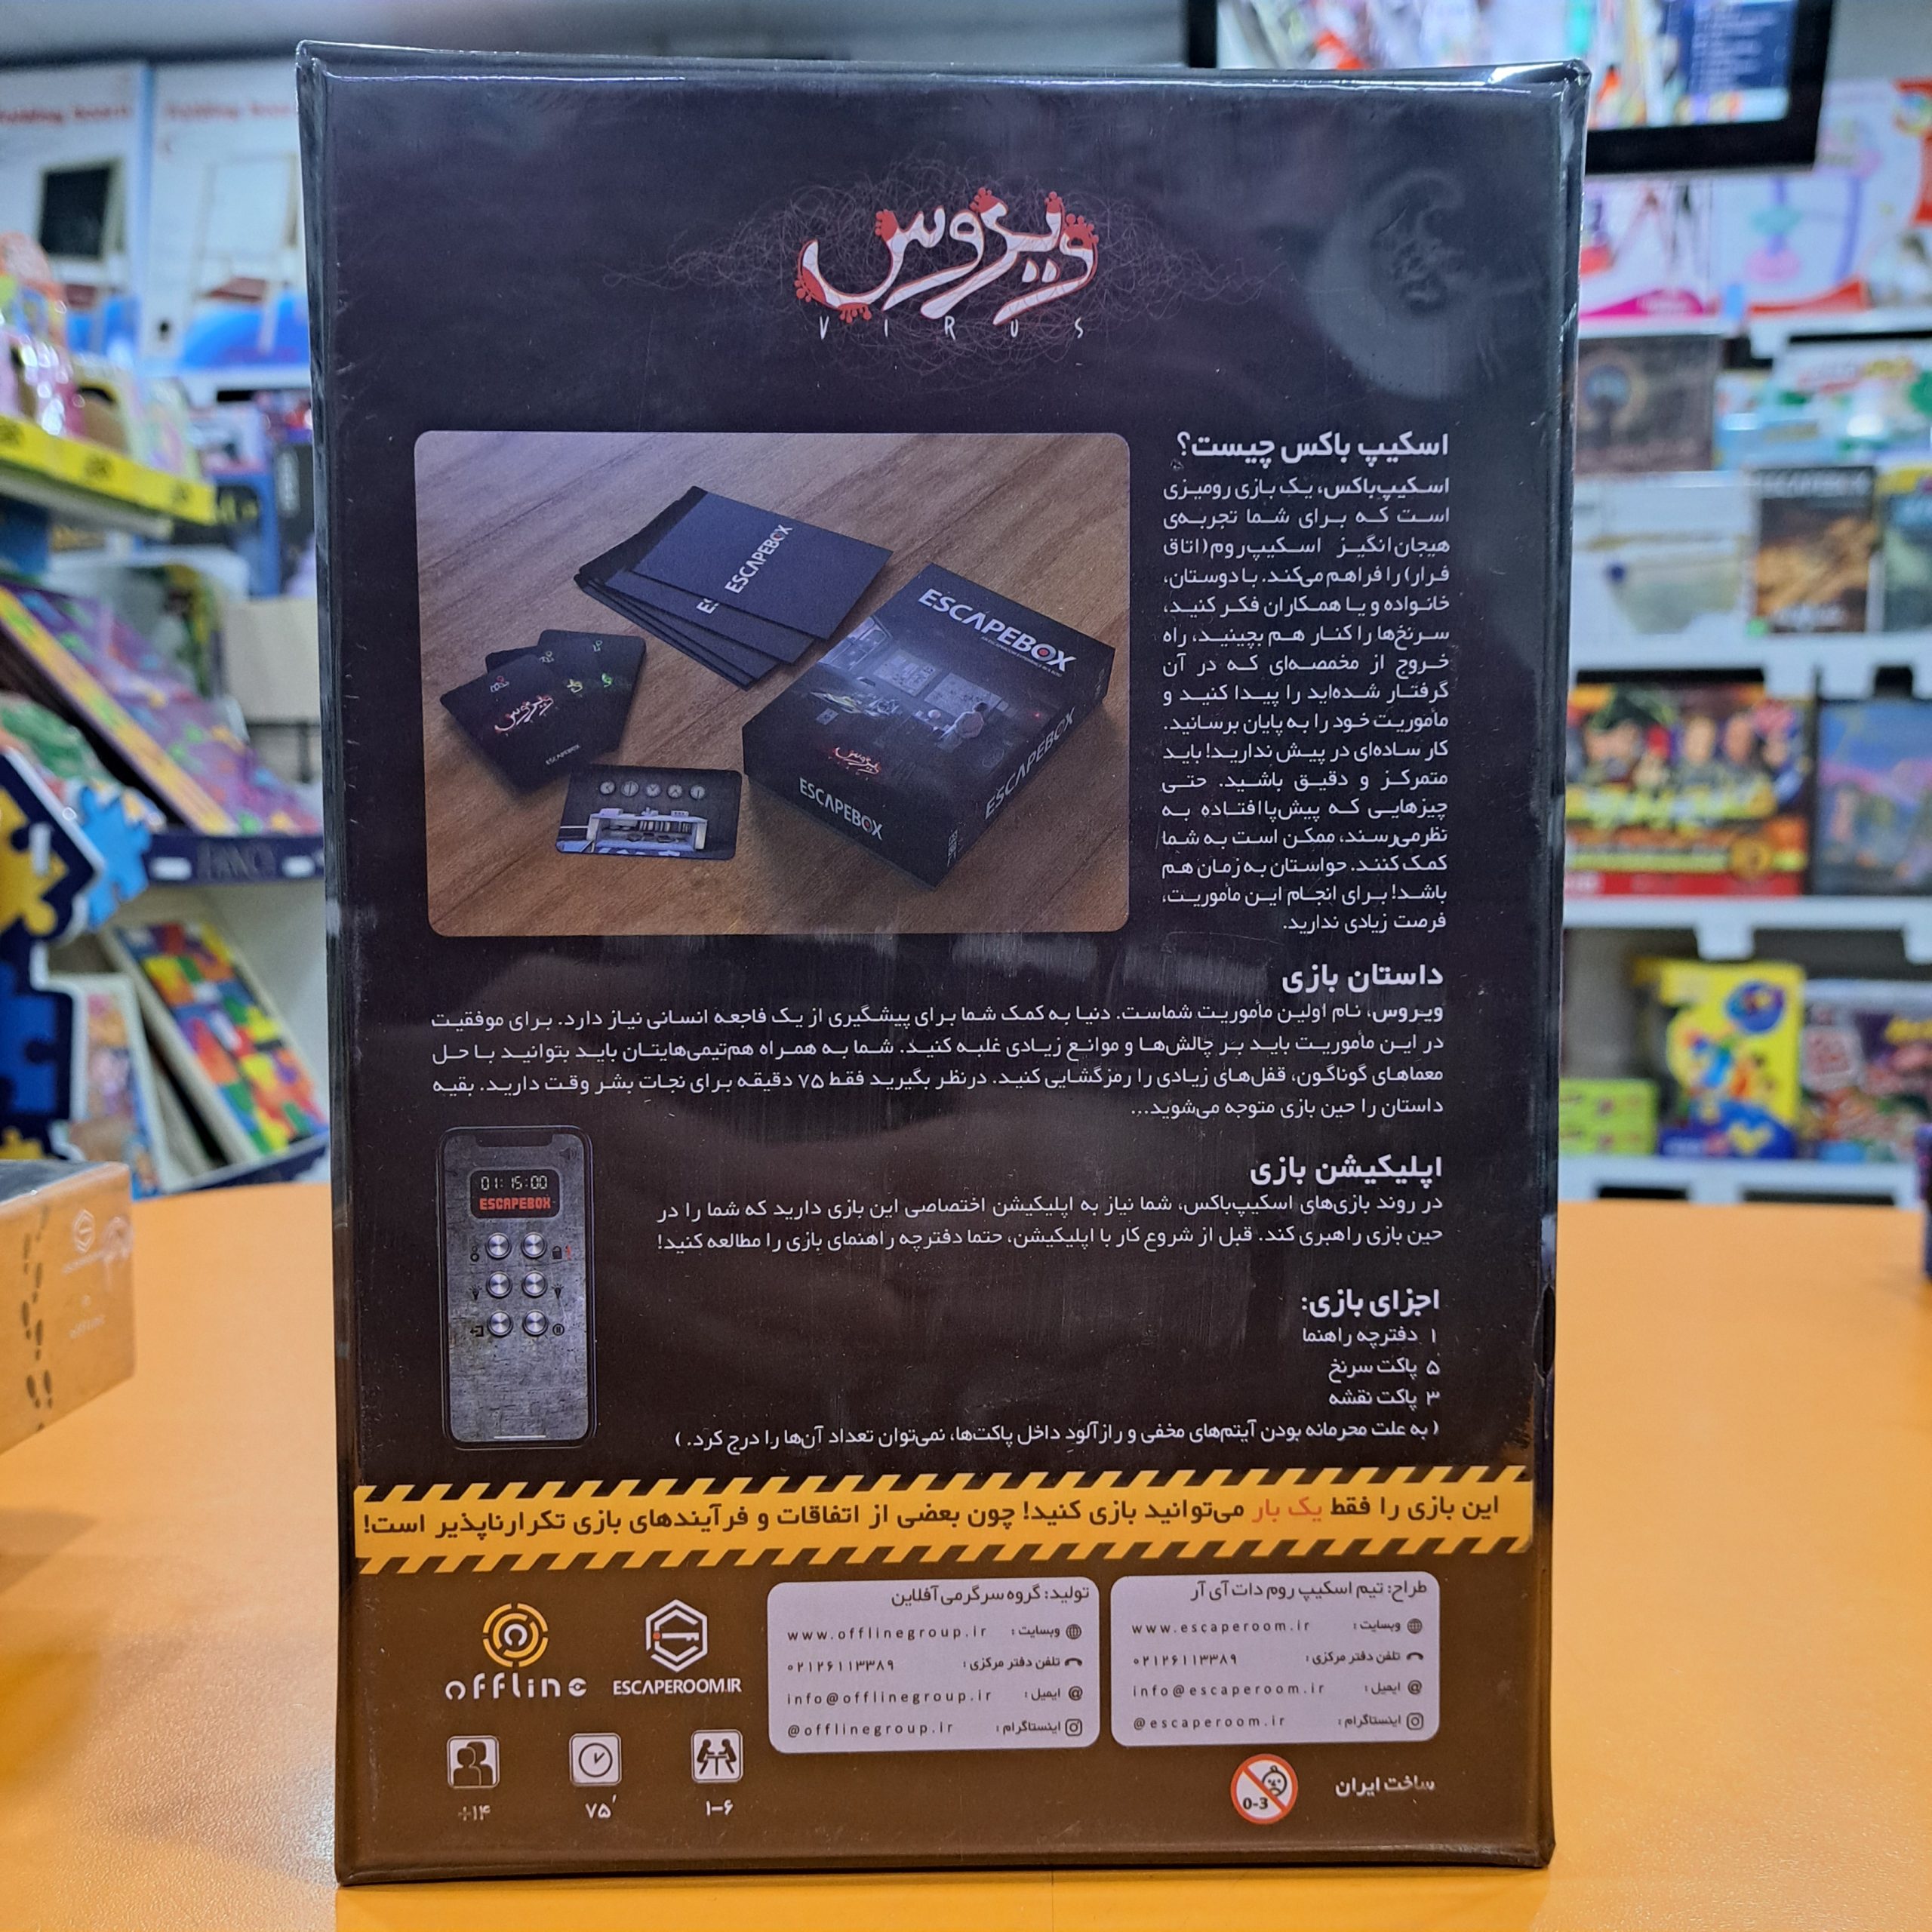 ویروس
VIRUS
اسکیپ باکس چیست؟
اسکیپ‌باکس، یک بازی رومیزی
است که برای شما تجربه‌ی
هیجان‌انگیز اسکیپ‌روم(اتاق
فرار) را فراهم می‌کند. با دوستان،
خانواده و یا همکاران فکر کنید،
سرنخ‌ها را کنار هم بچینید، راه
خروج از مخمصه‌ای که در آن
گرفتار شده‌اید را پیدا کنید و
مأموریت خود را به پایان برسانید.
کار ساده‌ای در پیش ندارید! باید
متمرکز و دقیق باشید. حتی
چیزهایی که پیش‌پاافتاده به
نظر می‌رسند، ممکن است به شما
کمک کنند. حواستان به زمان هم
باشد! برای انجام این مأموریت،
فرصت زیادی ندارید.
ESCAPEBOX
ESCAPEBOX
ویروس
ESCAPEBOX
ESCAPEBOX
ویروس
ESCAPEBOX
داستان بازی
ویروس، نام اولین مأموریت شماست. دنیا به کمک شما برای پیشگیری از یک فاجعه انسانی نیاز دارد. برای موفقیت
در این مأموریت باید بر چالش‌ها و موانع زیادی غلبه کنید. شما به همراه هم‌تیمی‌هایتان باید بتوانید با حل
معماهای گوناگون، قفل‌های زیادی را رمزگشایی کنید. درنظر بگیرید فقط ۷۵ دقیقه برای نجات بشر وقت دارید. بقیه
داستان را حین بازی متوجه می‌شوید...
اپلیکیشن بازی
در روند بازی‌های اسکیپ‌باکس، شما نیاز به اپلیکیشن اختصاصی این بازی دارید که شما را در
حین بازی راهبری کند. قبل از شروع کار با اپلیکیشن، حتما دفترچه راهنمای بازی را مطالعه کنید!
01:15:00
ESCAPEBOX
اجزای بازی:
۱ دفترچه راهنما
۵ پاکت سرنخ
۳ پاکت نقشه
( به علت محرمانه بودن آیتم‌های مخفی و رازآلود داخل پاکت‌ها، نمی‌توان تعداد آن‌ها را درج کرد. )
این بازی را فقط یک بار می‌توانید بازی کنید! چون بعضی از اتفاقات و فرآیندهای بازی تکرارناپذیر است!
طراح: تیم اسکیپ روم دات آی آر
وبسایت: www.escaperoom.ir
تلفن دفتر مرکزی: ۰۲۱۲۶۱۱۳۳۸۹
ایمیل: info@escaperoom.ir
اینستاگرام: @escaperoom.ir
تولید: گروه سرگرمی آفلاین
وبسایت: www.offlinegroup.ir
تلفن دفتر مرکزی: ۰۲۱۲۶۱۱۳۳۸۹
ایمیل: info@offlinegroup.ir
اینستاگرام: @offlinegroup.ir
ESCAPEROOM.IR
offline
ساخت ایران
0-3
۱-۶
۷۵′
+۱۴